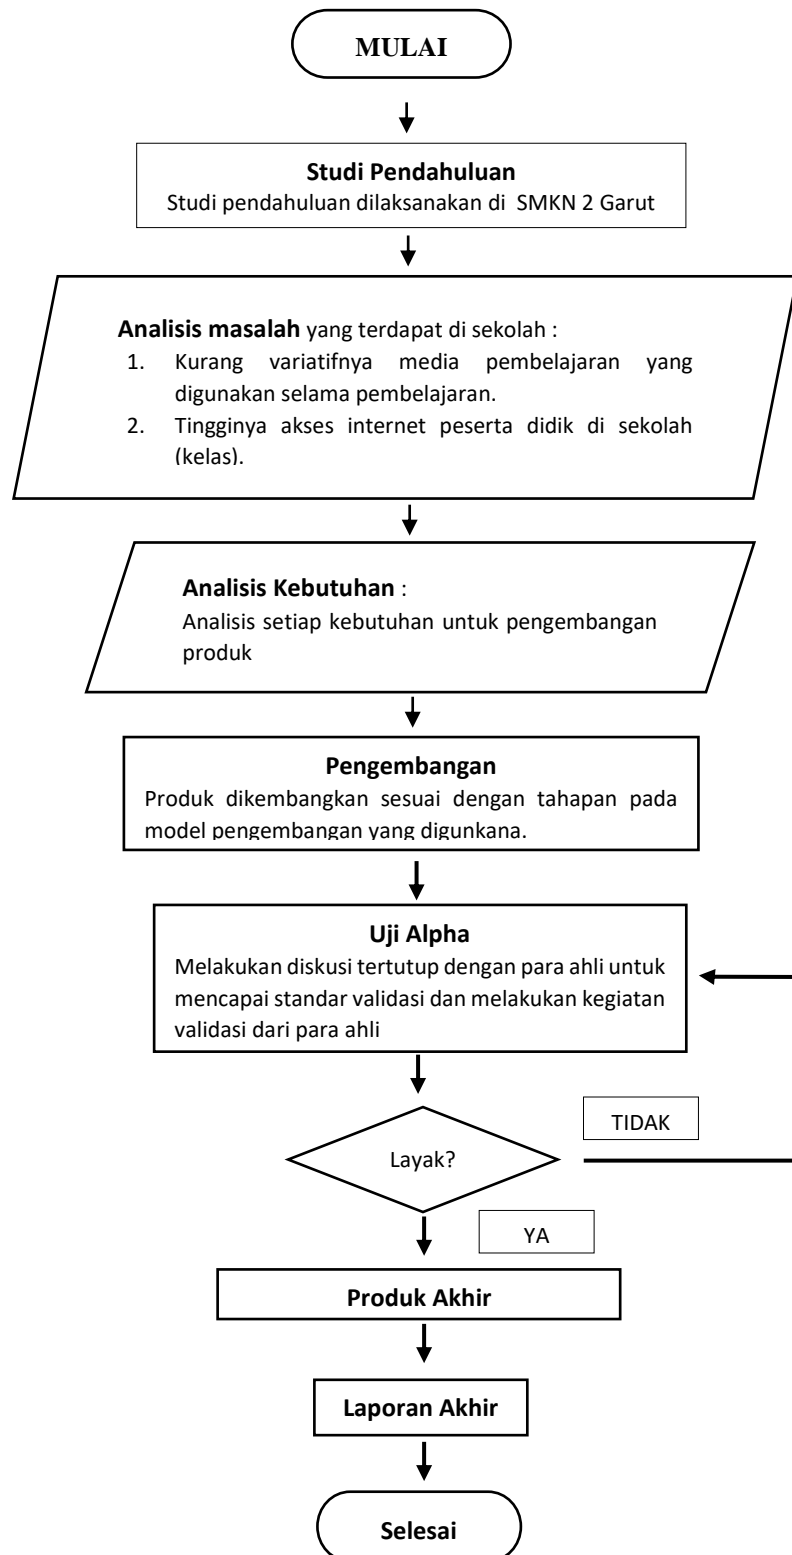 MULAI
Studi Pendahuluan
Studi pendahuluan dilaksanakan di SMKN 2 Garut
Analisis masalah yang terdapat di sekolah :
1. Kurang variatifnya media pembelajaran yang
digunakan selama pembelajaran.
2. Tingginya akses internet peserta didik di sekolah
(kelas).
Analisis Kebutuhan :
Analisis setiap kebutuhan untuk pengembangan
produk
Pengembangan
Produk dikembangkan sesuai dengan tahapan pada
model pengembangan yang digunkana.
Uji Alpha
Melakukan diskusi tertutup dengan para ahli untuk
mencapai standar validasi dan melakukan kegiatan
validasi dari para ahli
TIDAK
Layak?
YA
Produk Akhir
Laporan Akhir
Selesai